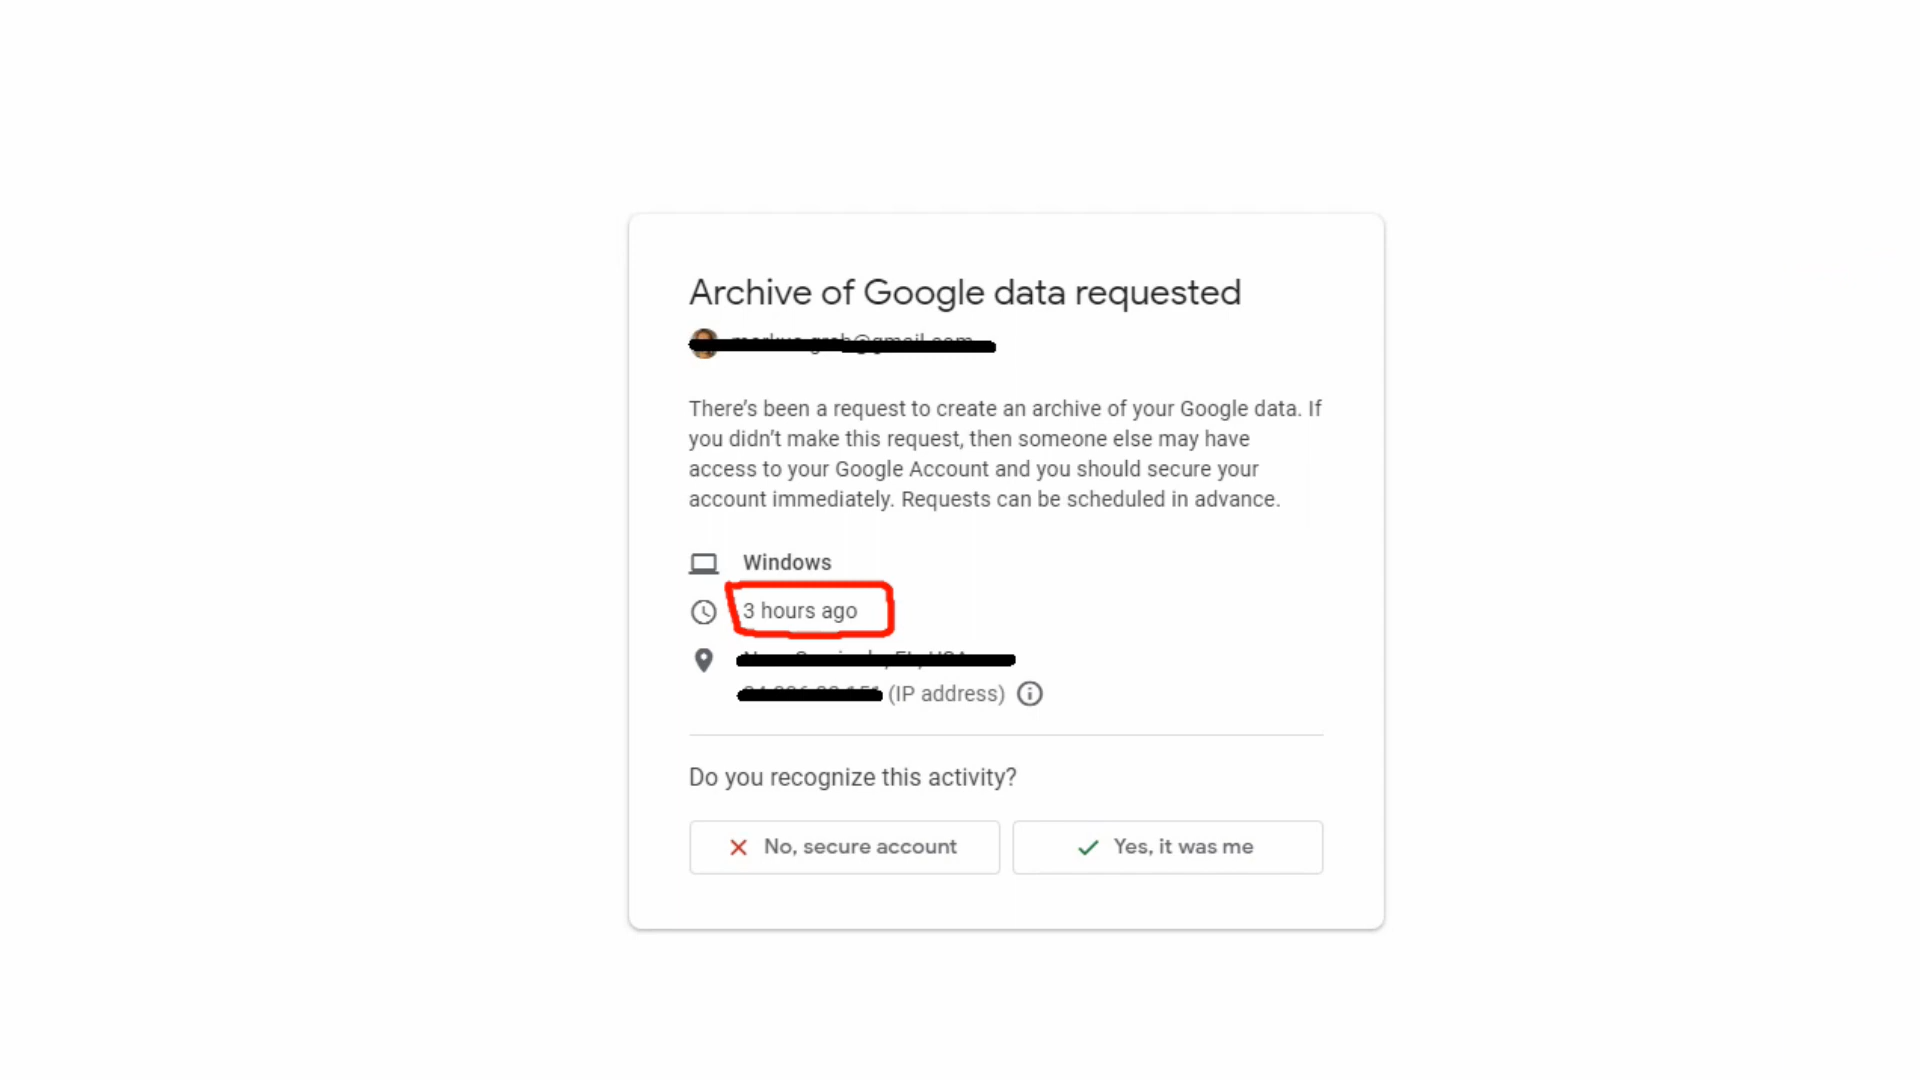 Archive of Google data requested
There's been a request to create an archive of your Google data. If
you didn't make this request, then someone else may have
access to your Google Account and you should secure your
account immediately. Requests can be scheduled in advance.
Windows
3 hours ago
(IP address)
Do you recognize this activity?
No, secure account
Yes, it was me